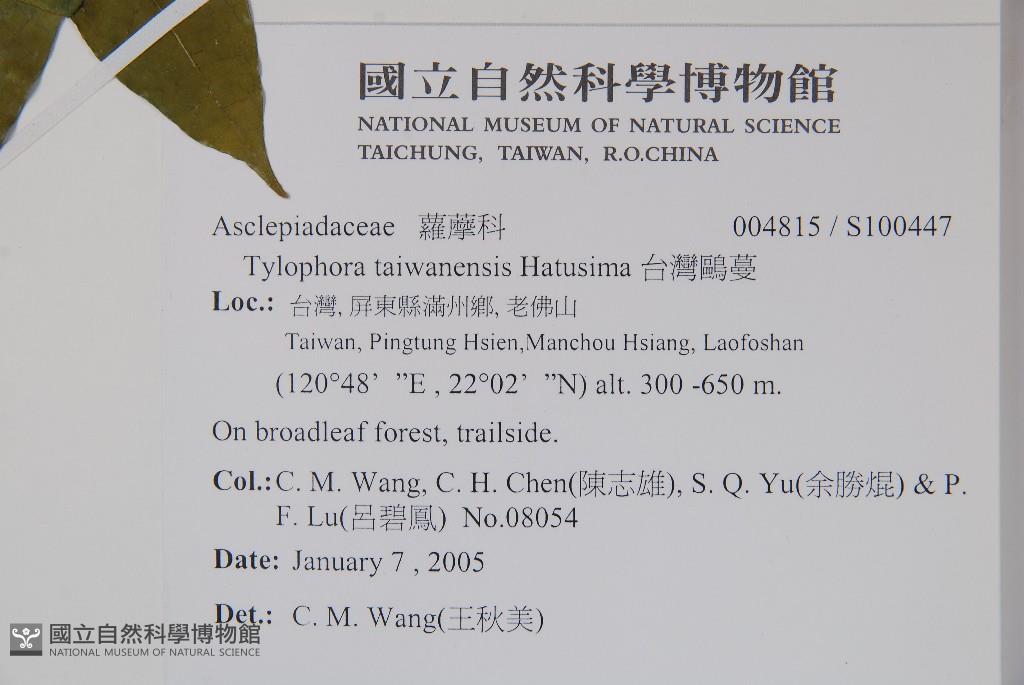 國立自然科學博物館
NATIONAL MUSEUM OF NATURAL SCIENCE
TAICHUNG, TAIWAN, R.O.CHINA
Asclepiadaceae 蘿藦科 004815 / S100447
Tylophora taiwanensis Hatusima 台灣鷗蔓
Loc.: 台灣, 屏東縣滿州鄉, 老佛山
Taiwan, Pingtung Hsien,Manchou Hsiang, Laofoshan
(120°48’ ”E , 22°02’ ”N) alt. 300 -650 m.
On broadleaf forest, trailside.
Col.: C. M. Wang, C. H. Chen(陳志雄), S. Q. Yu(余勝焜) & P.
F. Lu(呂碧鳳) No.08054
Date: January 7 , 2005
Det.: C. M. Wang(王秋美)
國立自然科學博物館
NATIONAL MUSEUM OF NATURAL SCIENCE